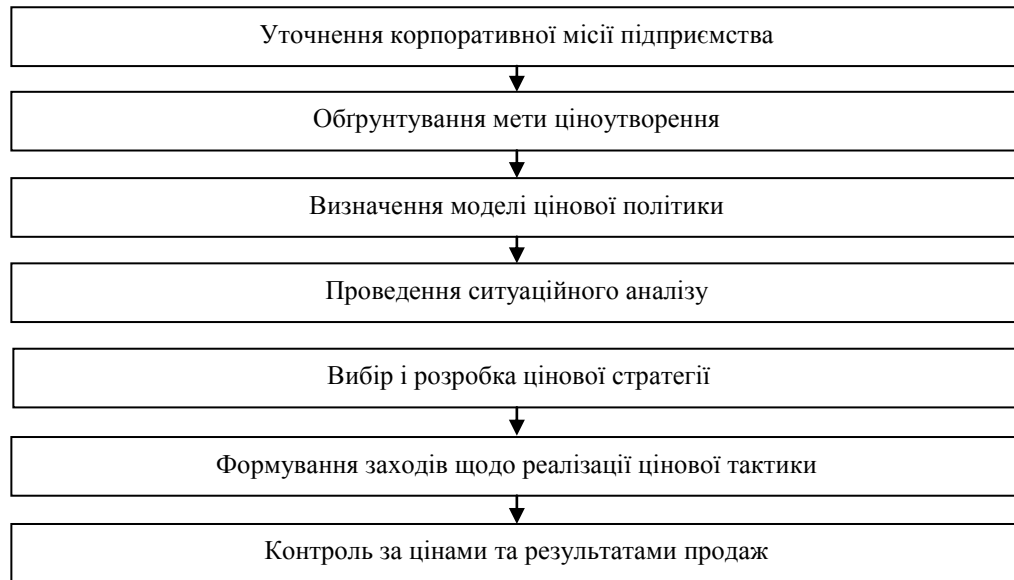 Уточнення корпоративної місії підприємства
Обґрунтування мети ціноутворення
Визначення моделі цінової політики
Проведення ситуаційного аналізу
Вибір і розробка цінової стратегії
Формування заходів щодо реалізації цінової тактики
Контроль за цінами та результатами продаж